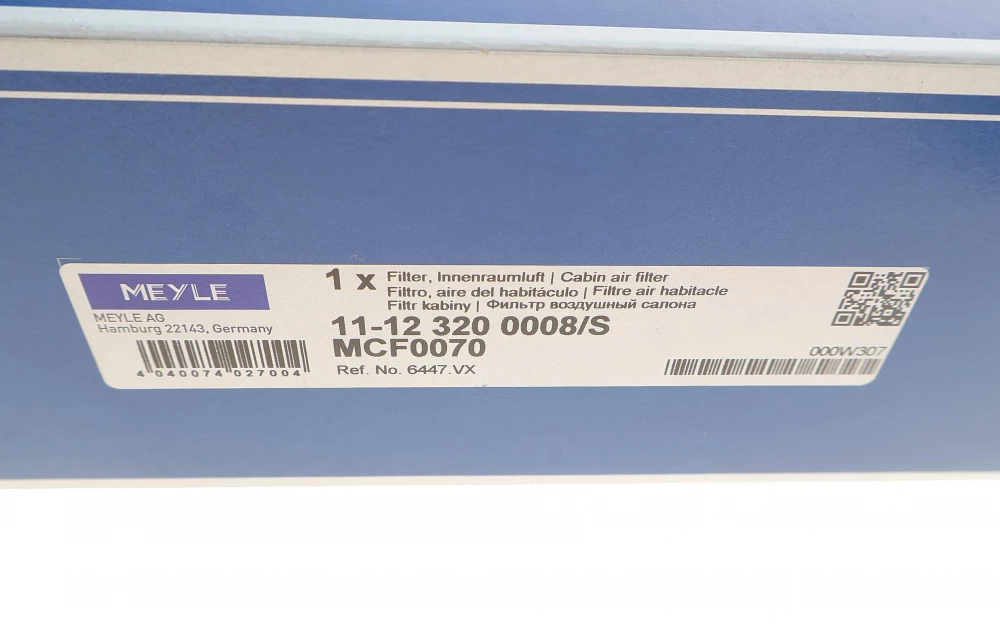 MEYLE
MEYLE AG
Hamburg 22143, Germany
4 040074 027004
1 x
Filter, Innenraumluft | Cabin air filter
Filtro, aire del habitáculo | Filtre air habitacle
Filtr kabiny | Фильтр воздушный салона
11-12 320 0008/S
MCF0070
Ref. No. 6447.VX
000W307